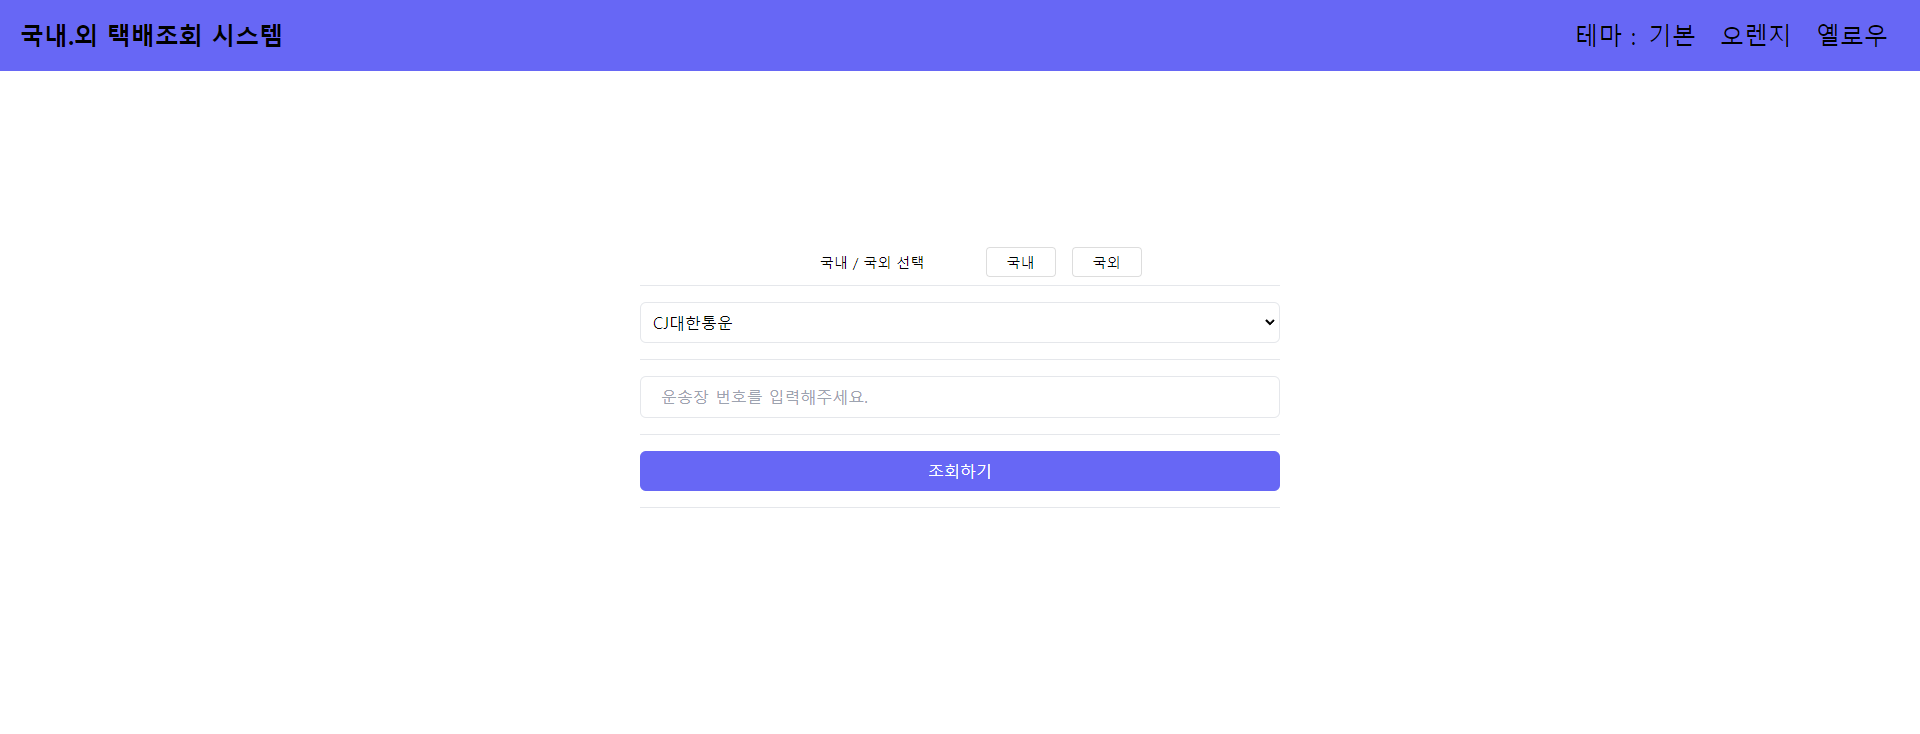 국내.외 택배조회 시스템
테마 : 기본 오렌지 옐로우
국내 / 국외 선택 국내 국외
CJ대한통운
운송장 번호를 입력해주세요.
조회하기